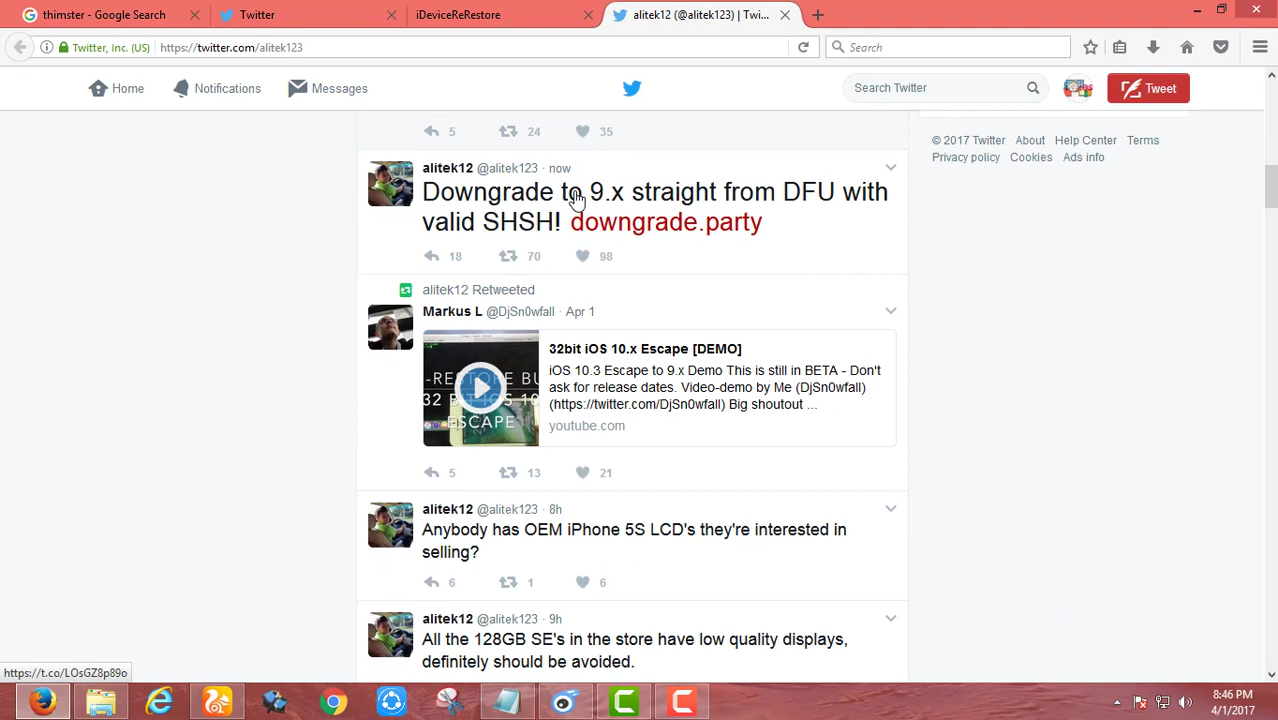 thimster - Google Search
Twitter
iDeviceReRestore
alitek12 (@alitek123) | Twi...
Twitter, Inc. (US)
https://twitter.com/alitek123
Search
Home
Notifications
Messages
Search Twitter
Tweet
5 24 35
© 2017 Twitter About Help Center Terms
Privacy policy Cookies Ads info
alitek12 @alitek123 · now
Downgrade to 9.x straight from DFU with
valid SHSH! downgrade.party
18 70 98
alitek12 Retweeted
Markus L @DjSn0wfall · Apr 1
-RESTORE BU
32 BIT IOS 10
ESCAPE
32bit iOS 10.x Escape [DEMO]
iOS 10.3 Escape to 9.x Demo This is still in BETA - Don't
ask for release dates. Video-demo by Me (DjSn0wfall)
(https://twitter.com/DjSn0wfall) Big shoutout ...
youtube.com
5 13 21
alitek12 @alitek123 · 8h
Anybody has OEM iPhone 5S LCD's they're interested in
selling?
6 1 6
alitek12 @alitek123 · 9h
All the 128GB SE's in the store have low quality displays,
definitely should be avoided.
https://t.co/LOsGZ8p89o
8:46 PM
4/1/2017